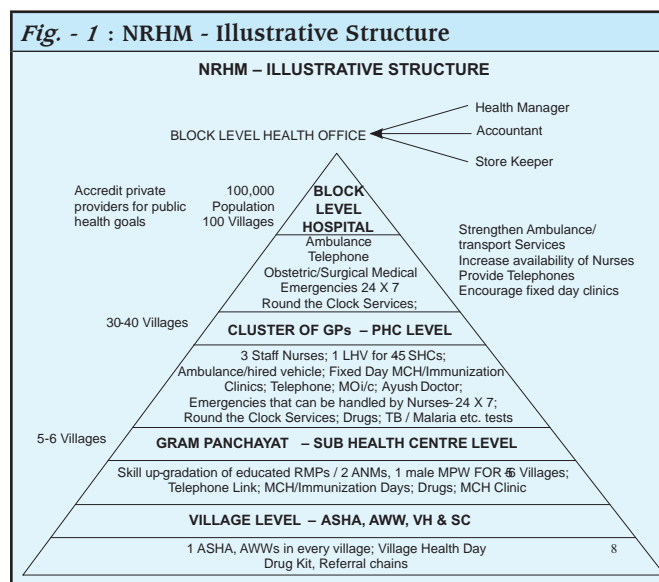 Fig. - 1 : NRHM - Illustrative Structure
NRHM – ILLUSTRATIVE STRUCTURE
Health Manager
BLOCK LEVEL HEALTH OFFICE
Accountant
Store Keeper
Accredit private
providers for public
health goals
100,000
Population
100 Villages
BLOCK
LEVEL
HOSPITAL
Ambulance
Telephone
Obstetric/Surgical Medical
Emergencies 24 X 7
Round the Clock Services;
Strengthen Ambulance/
transport Services
Increase availability of Nurses
Provide Telephones
Encourage fixed day clinics
30-40 Villages
CLUSTER OF GPs – PHC LEVEL
3 Staff Nurses; 1 LHV for 45 SHCs;
Ambulance/hired vehicle; Fixed Day MCH/Immunization
Clinics; Telephone; MOi/c; Ayush Doctor;
Emergencies that can be handled by Nurses– 24 X 7;
Round the Clock Services; Drugs; TB / Malaria etc. tests
5-6 Villages
GRAM PANCHAYAT – SUB HEALTH CENTRE LEVEL
Skill up-gradation of educated RMPs / 2 ANMs, 1 male MPW FOR Villages;
Telephone Link; MCH/Immunization Days; Drugs; MCH Clinic
VILLAGE LEVEL – ASHA, AWW, VH & SC
1 ASHA, AWWs in every village; Village Health Day
Drug Kit, Referral chains
8